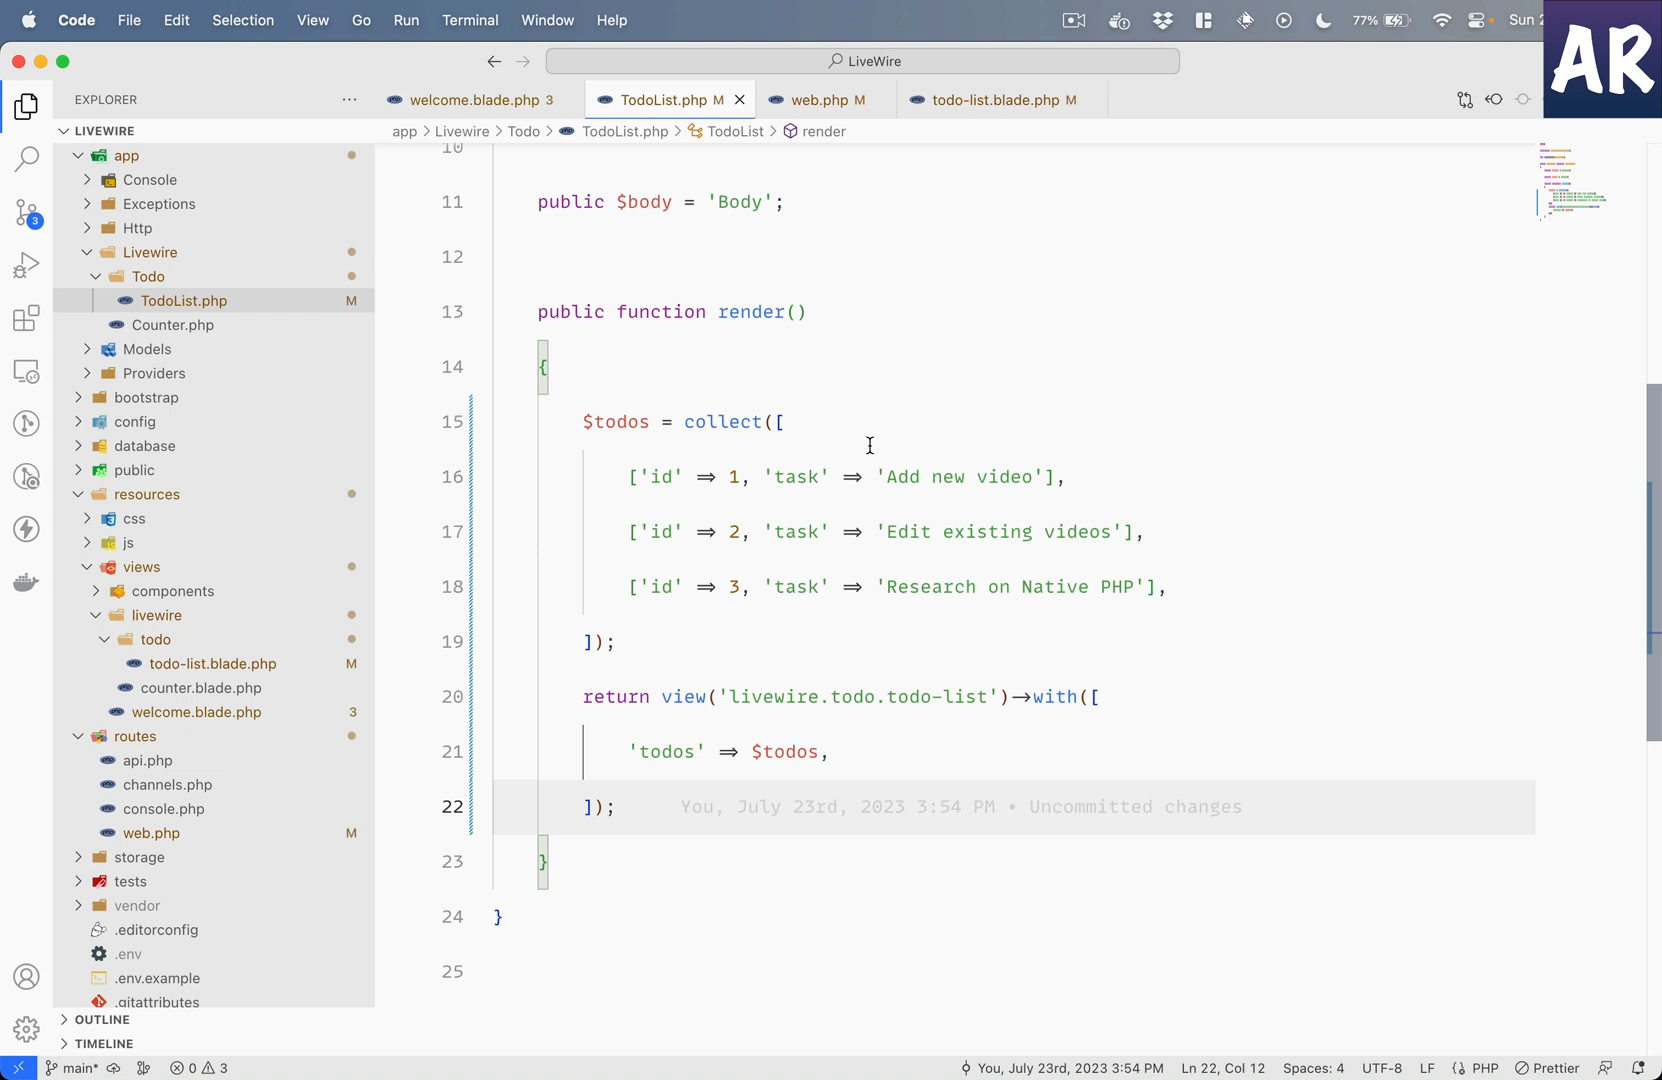 Code File Edit Selection View Go Run Terminal Window Help 77% Sun
AR
LiveWire
EXPLORER
welcome.blade.php 3 TodoList.php M web.php M todo-list.blade.php M
LIVEWIRE
app > Livewire > Todo > TodoList.php > TodoList > render
app
Console
Exceptions
Http
Livewire
Todo
TodoList.php M
Counter.php
Models
Providers
bootstrap
config
database
public
resources
css
js
views
components
livewire
todo
todo-list.blade.php M
counter.blade.php
welcome.blade.php 3
routes
api.php
channels.php
console.php
web.php M
storage
tests
vendor
.editorconfig
.env
.env.example
.gitattributes
OUTLINE
TIMELINE
10
11 public $body = 'Body';
12
13 public function render()
14 {
15 $todos = collect([
16 ['id' => 1, 'task' => 'Add new video'],
17 ['id' => 2, 'task' => 'Edit existing videos'],
18 ['id' => 3, 'task' => 'Research on Native PHP'],
19 ]);
20 return view('livewire.todo.todo-list')->with([
21 'todos' => $todos,
22 ]); You, July 23rd, 2023 3:54 PM • Uncommitted changes
23 }
24 }
25
main* 0 3 You, July 23rd, 2023 3:54 PM Ln 22, Col 12 Spaces: 4 UTF-8 LF PHP Prettier